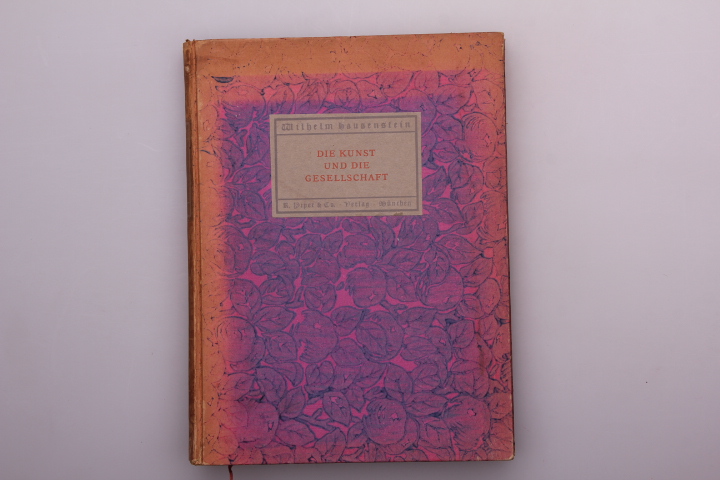 Wilhelm Hausenstein
DIE KUNST
UND DIE
GESELLSCHAFT
R. Piper & Co · Verlag · München